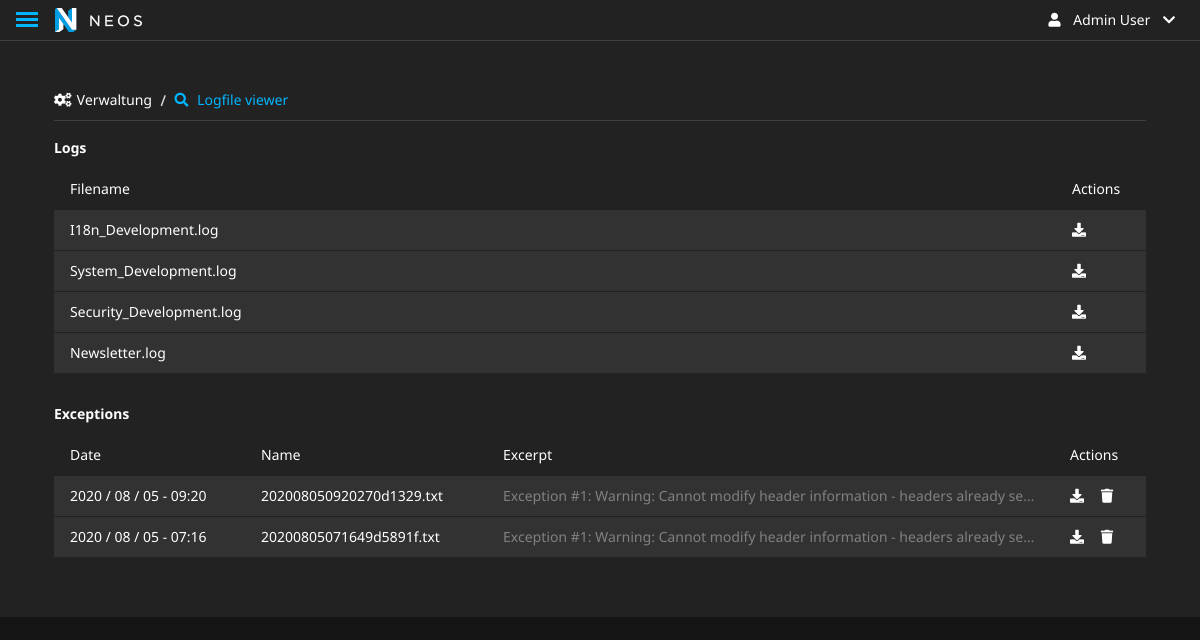 NEOS Admin User
Verwaltung / Logfile viewer
Logs
Filename Actions
I18n_Development.log
System_Development.log
Security_Development.log
Newsletter.log
Exceptions
Date Name Excerpt Actions
2020 / 08 / 05 - 09:20 202008050920270d1329.txt Exception #1: Warning: Cannot modify header information - headers already se...
2020 / 08 / 05 - 07:16 20200805071649d5891f.txt Exception #1: Warning: Cannot modify header information - headers already se...